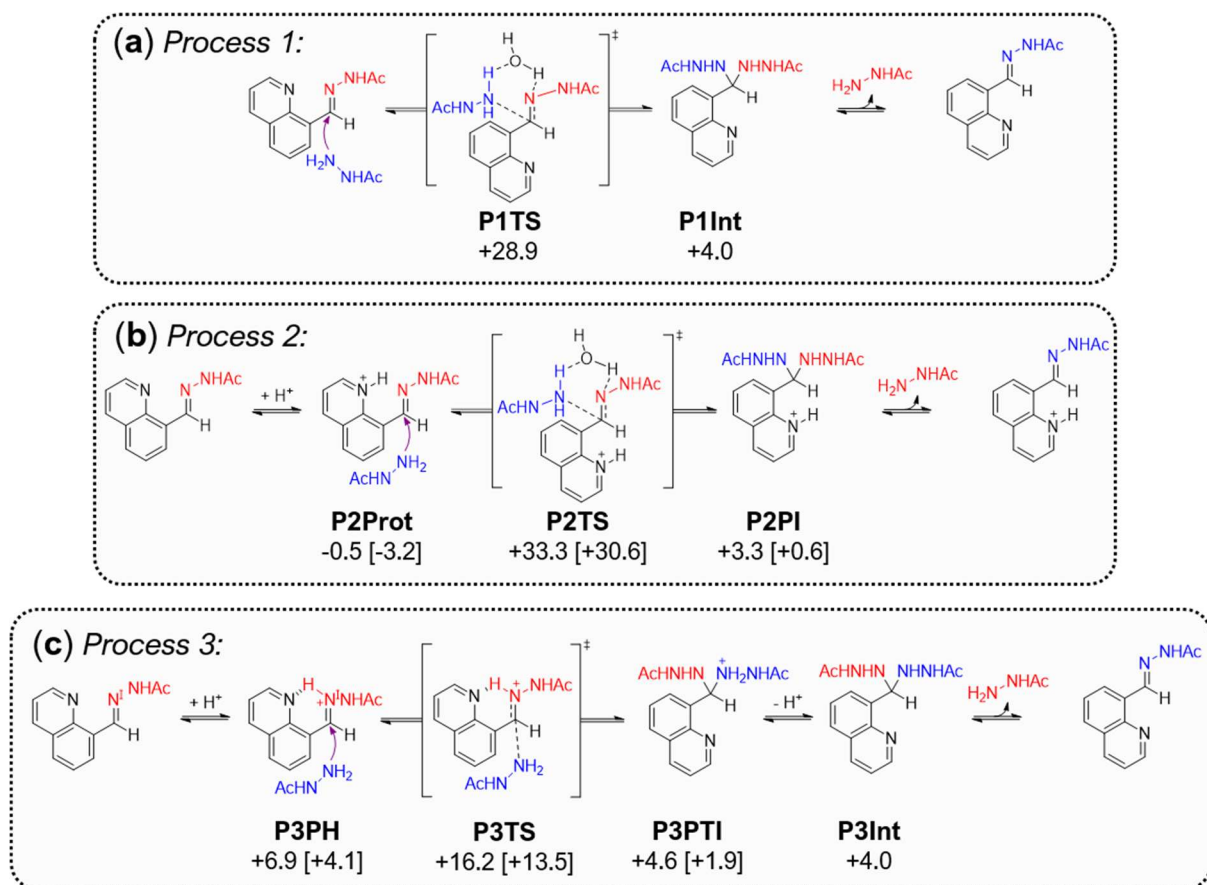 (a) Process 1:
N
N
NHAc
H
H2N
NHAc
H
O
H
H
N
H
AcHN
N
NHAc
H
N
‡
P1TS
+28.9
AcHNHN NHNHAc
H
N
P1Int
+4.0
H2N
NHAc
N
NHAc
H
N
(b) Process 2:
N
N
NHAc
H
+ H+
N+
H
N
NHAc
H
NH2
AcHN
P2Prot
-0.5 [-3.2]
H
O
H
H
N
H
AcHN
N
NHAc
H
N+
H
‡
P2TS
+33.3 [+30.6]
AcHNHN NHNHAc
H
N+
H
P2PI
+3.3 [+0.6]
H2N
NHAc
N
NHAc
H
N+
H
(c) Process 3:
N
NI
NHAc
H
+ H+
N
H
+NI
NHAc
H
NH2
AcHN
P3PH
+6.9 [+4.1]
N
H
N+
NHAc
H
NH2
AcHN
‡
P3TS
+16.2 [+13.5]
AcHNHN
+
NH2NHAc
H
N
P3PTI
+4.6 [+1.9]
- H+
AcHNHN NHNHAc
H
N
P3Int
+4.0
H2N
NHAc
N
NHAc
H
N